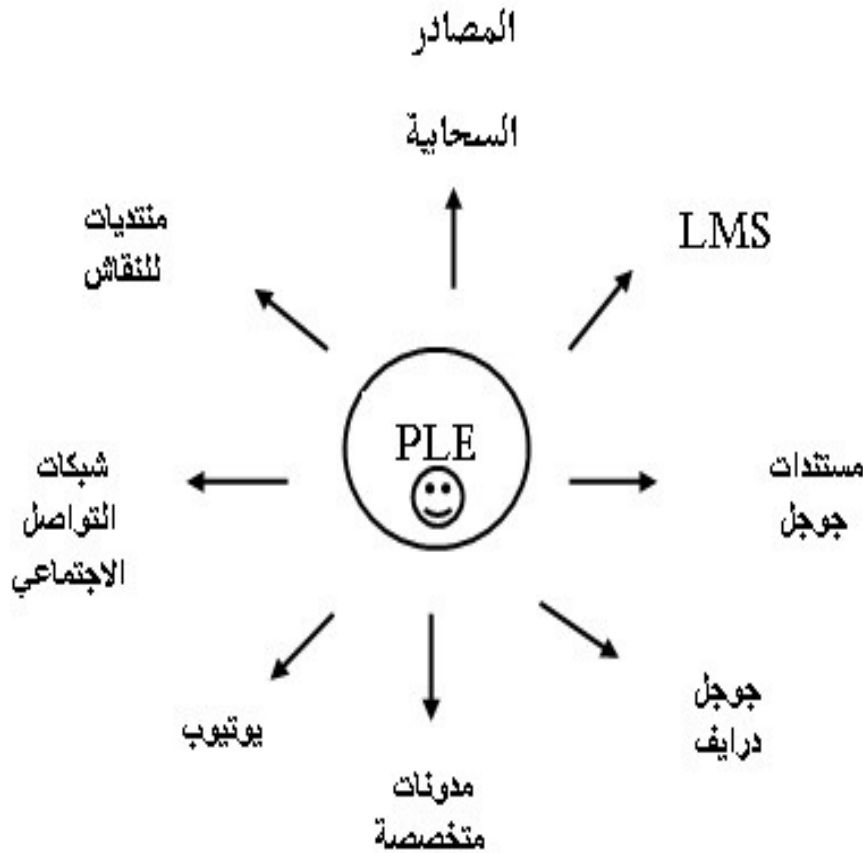 المصادر
السحابية
LMS
منتديات
للنقاش
PLE
شبكات
التواصل
الاجتماعي
مستندات
جوجل
جوجل
درايف
يوتيوب
مدونات
متخصصة